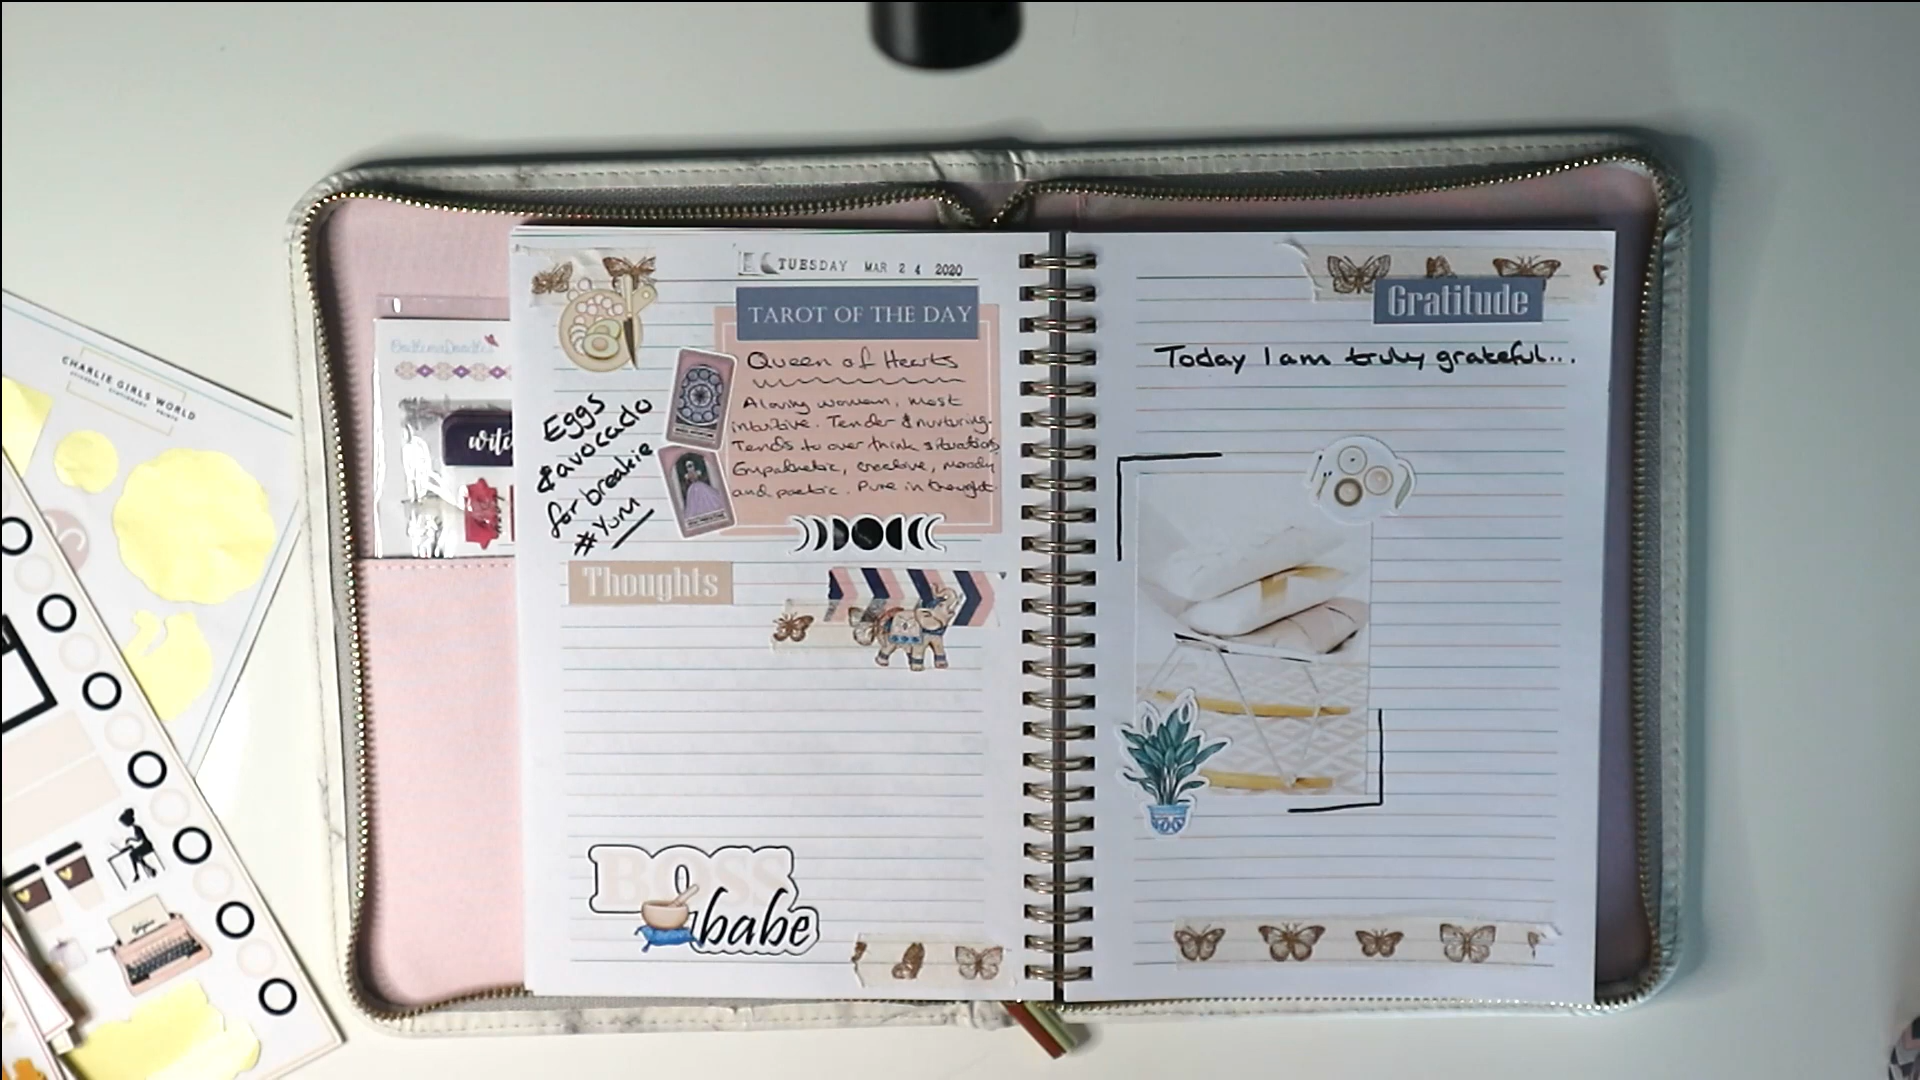 CHARLIE GIRLS WORLD
witc
TUESDAY MAR 24 2020
TAROT OF THE DAY
Queen of Hearts
A loving woman, most
intuitive. Tender & nurturing.
Tends to over think situations
Empathetic, creative, moody
and poetic. Pure in thought.
Eggs
& avocado
for breakie
#Yum
Thoughts
BOSS
babe
Gratitude
Today I am truly grateful...